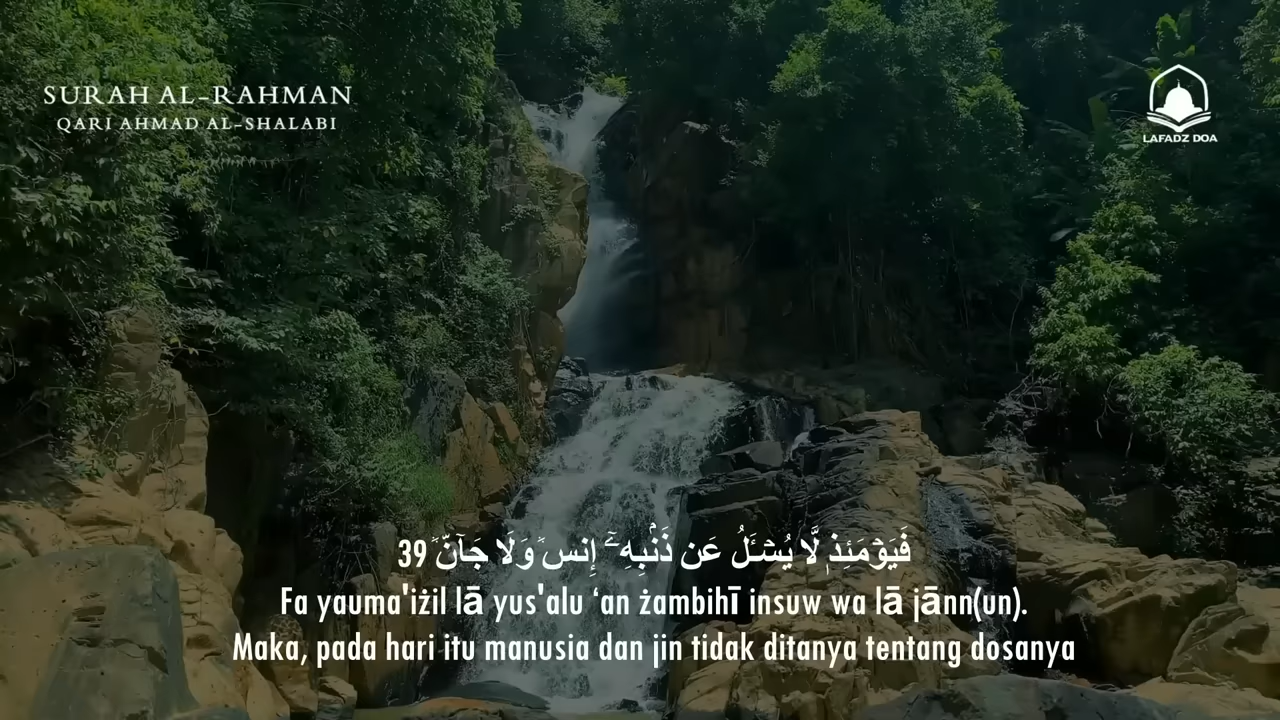 SURAH AL-RAHMAN
QARI AHMAD AL-SHALABI
LAFADZ DOA
فَيَوْمَئِذٍ لَّا يُسْـَٔلُ عَن ذَنۢبِهِۦٓ إِنسٌ وَلَا جَآنٌّ 39
Fa yauma'iżil lā yus'alu ‘an żambihī insuw wa lā jānn(un).
Maka, pada hari itu manusia dan jin tidak ditanya tentang dosanya